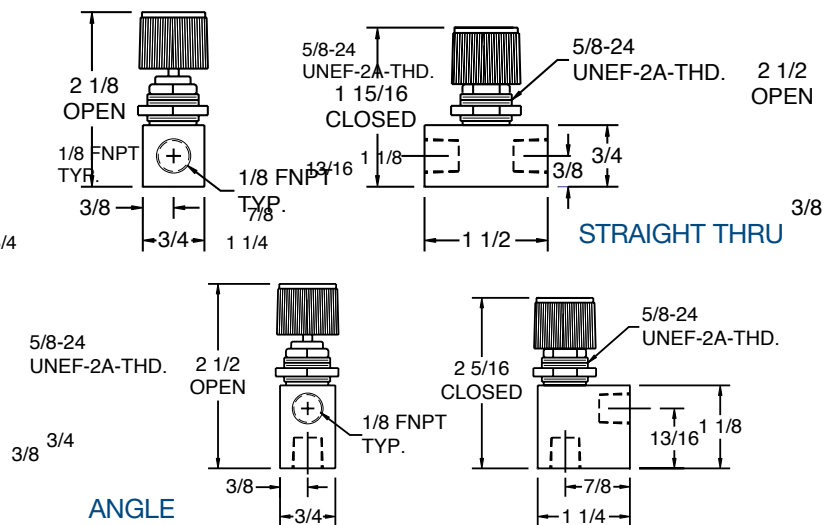 2 1/8
OPEN
1/8 FNPT
TYP.
1/8 FNPT
TYP.
3/8
3/4
7/8
1 1/4
/4
5/8-24
UNEF-2A-THD.
1 15/16
CLOSED
5/8-24
UNEF-2A-THD.
2 1/2
OPEN
13/16
1 1/8
3/8
3/4
1 1/2
STRAIGHT THRU
3/8
5/8-24
UNEF-2A-THD.
2 1/2
OPEN
1/8 FNPT
TYP.
3/8
3/4
3/8
3/4
ANGLE
5/8-24
UNEF-2A-THD.
2 5/16
CLOSED
13/16
1 1/8
7/8
1 1/4